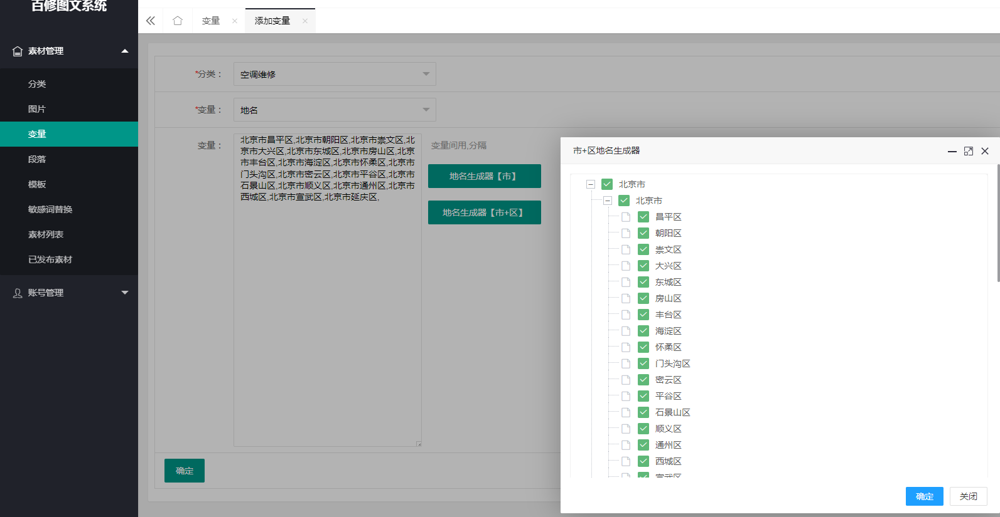 百修图文系统
素材管理
分类
图片
变量
段落
模板
敏感词替换
素材列表
已发布素材
账号管理
变量
添加变量
*分类：
空调维修
*变量：
地名
变量：
北京市昌平区,北京市朝阳区,北京市崇文区,北
京市大兴区,北京市东城区,北京市房山区,北京
市丰台区,北京市海淀区,北京市怀柔区,北京市
门头沟区,北京市密云区,北京市平谷区,北京市
石景山区,北京市顺义区,北京市通州区,北京市
西城区,北京市宣武区,北京市延庆区,
变量间用,分隔
地名生成器【市】
地名生成器【市+区】
确定
市+区地名生成器
北京市
北京市
昌平区
朝阳区
崇文区
大兴区
东城区
房山区
丰台区
海淀区
怀柔区
门头沟区
密云区
平谷区
石景山区
顺义区
通州区
西城区
宣武区
确定
关闭